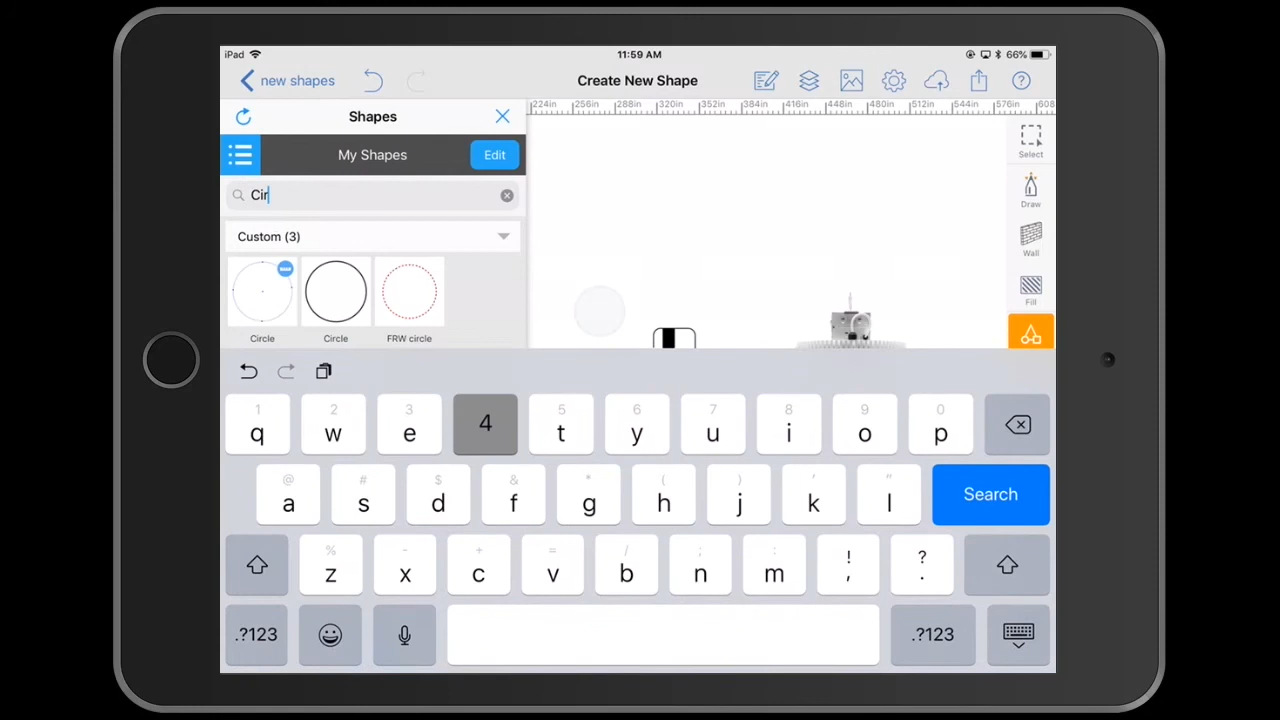 iPad 11:59 AM 66%
new shapes Create New Shape ?
Shapes
224in 256in 288in 320in 352in 384in 416in 448in 480in 512in 544in 576in 608
My Shapes Edit
Select
Cir
Draw
Custom (3)
Wall
Fill
Circle Circle FRW circle
1 2 3 5 6 7 8 9 0
q w e 4 t y u i o p
@ # $ & * ( ) ' "
a s d f g h j k l Search
% - + = / ; : ! ?
z x c v b n m , .
.?123 .?123